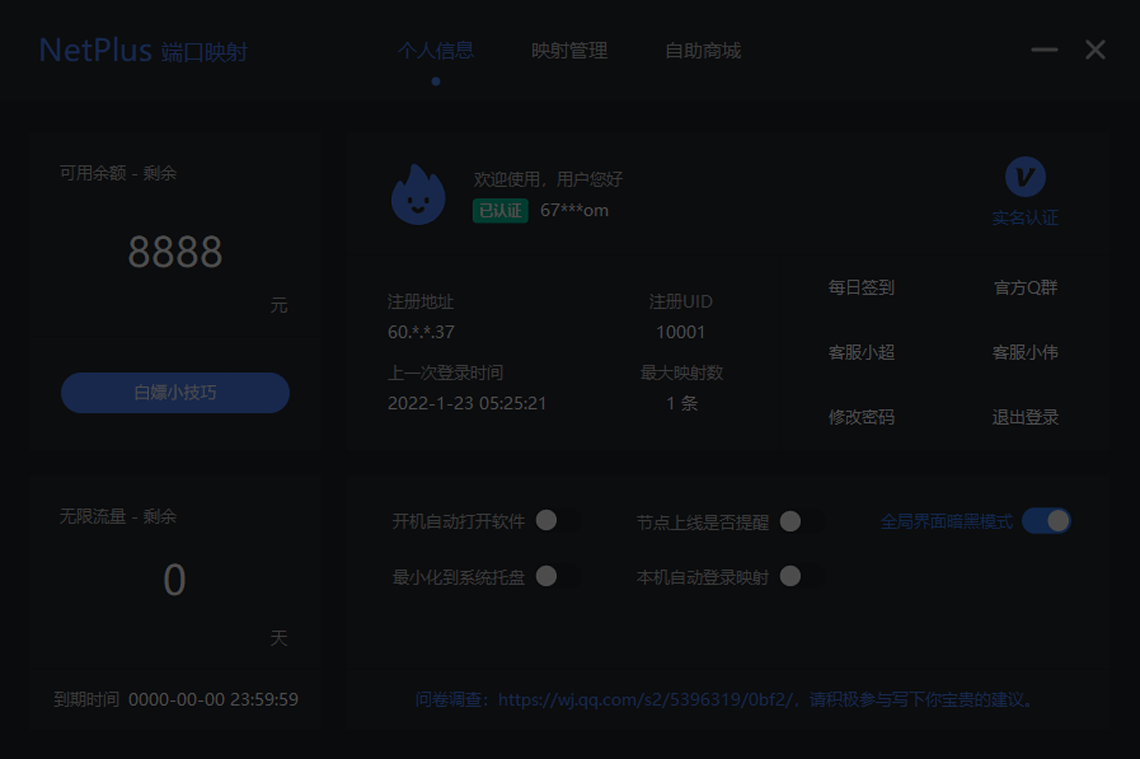 NetPlus 端口映射
个人信息
映射管理
自助商城
可用余额 - 剩余
8888
元
白嫖小技巧
欢迎使用，用户您好
已认证 67***om
V
实名认证
注册地址
60.*.*.37
注册UID
10001
上一次登录时间
2022-1-23 05:25:21
最大映射数
1 条
每日签到
官方Q群
客服小超
客服小伟
修改密码
退出登录
无限流量 - 剩余
0
天
到期时间 0000-00-00 23:59:59
开机自动打开软件
节点上线是否提醒
全局界面暗黑模式
最小化到系统托盘
本机自动登录映射
问卷调查：https://wj.qq.com/s2/5396319/0bf2/，请积极参与写下你宝贵的建议。